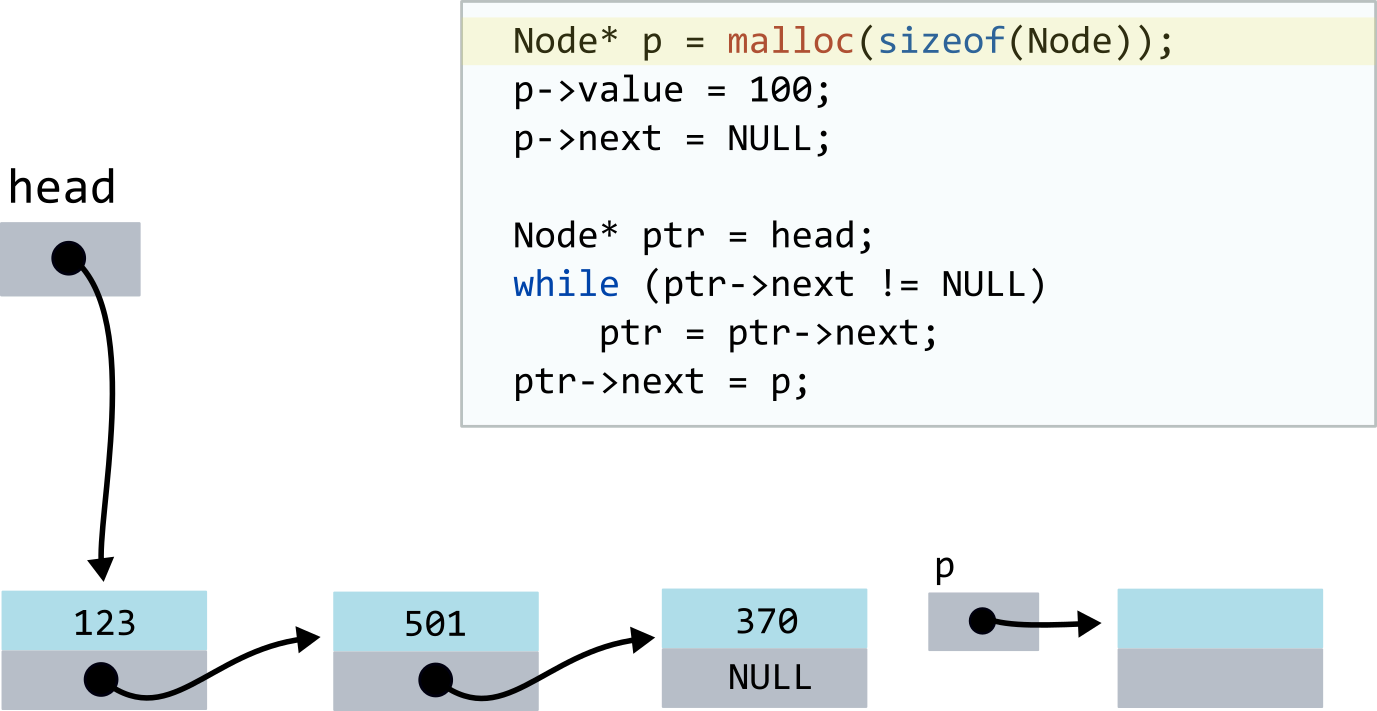 Node* p = malloc(sizeof(Node));
p->value = 100;
p->next = NULL;
head
Node* ptr = head;
while (ptr->next != NULL)
    ptr = ptr->next;
ptr->next = p;
p
123
501
370
NULL